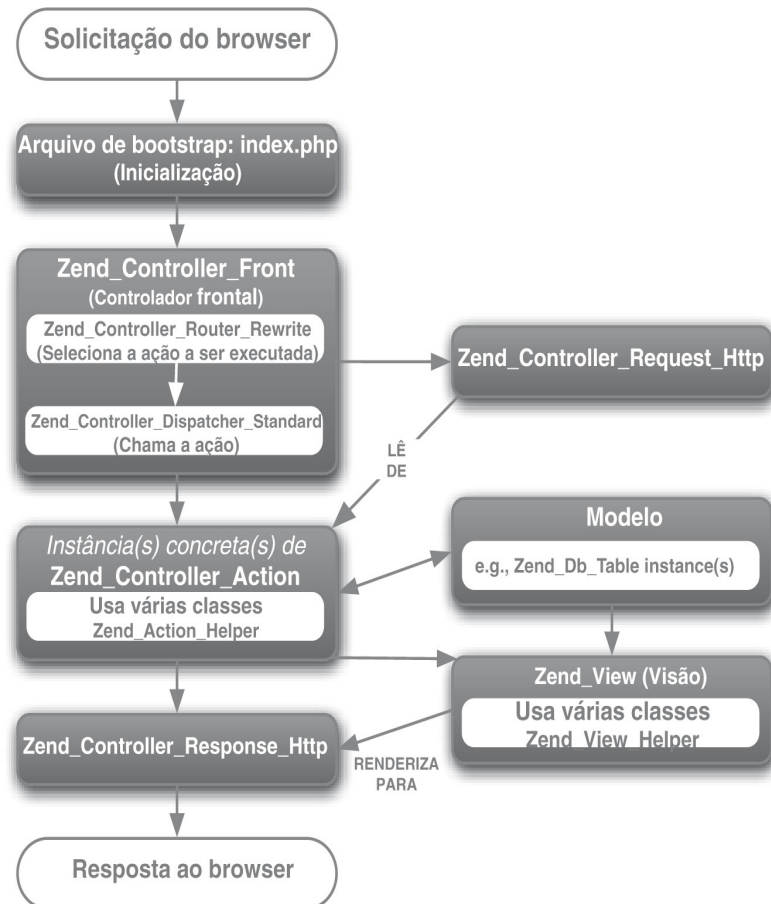 Solicitação do browser
Arquivo de bootstrap: index.php
(Inicialização)
Zend_Controller_Front
(Controlador frontal)
Zend_Controller_Router_Rewrite
(Seleciona a ação a ser executada)
Zend_Controller_Dispatcher_Standard
(Chama a ação)
Zend_Controller_Request_Http
LÊ
DE
Instância(s) concreta(s) de
Zend_Controller_Action
Usa várias classes
Zend_Action_Helper
Modelo
e.g., Zend_Db_Table instance(s)
Zend_View (Visão)
Usa várias classes
Zend_View_Helper
Zend_Controller_Response_Http
RENDERIZA
PARA
Resposta ao browser